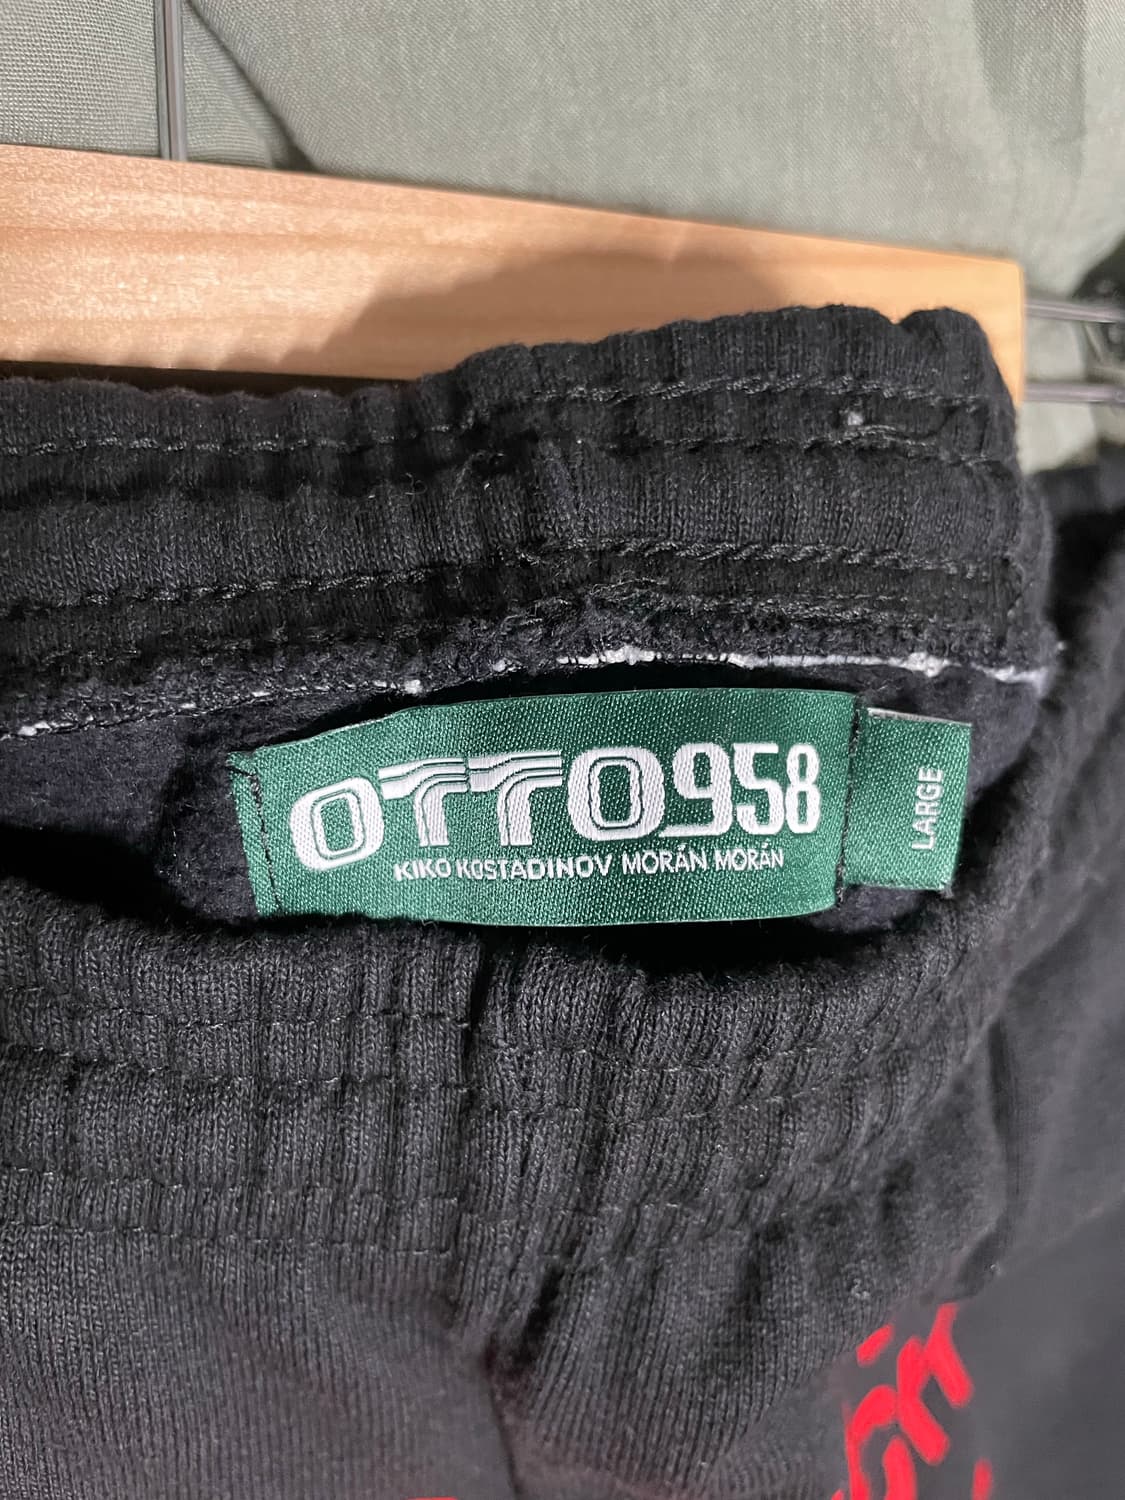 OTTO958
KIKO KOSTADINOV MORÁN MORÁN
LARGE